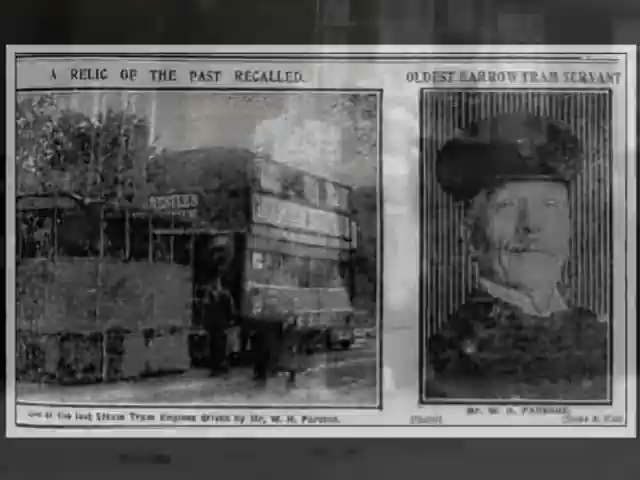 A RELIC OF THE PAST RECALLED.
OLDEST BARROW TRAM SERVANT
One of the last Steam Tram Engines driven by Mr. W. H. Parsons.
MR. W. H. PARSONS.